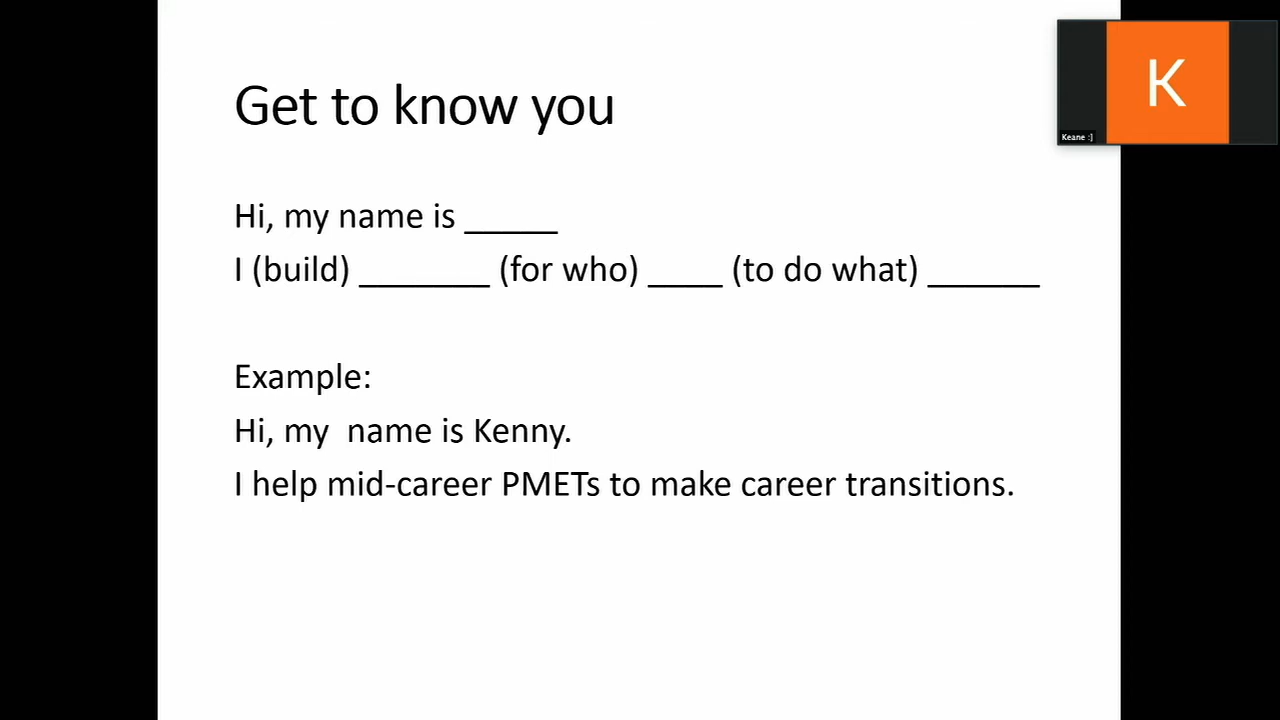 Get to know you
Hi, my name is _____
I (build) _______ (for who) ____ (to do what) ______
Example:
Hi, my  name is Kenny.
I help mid-career PMETs to make career transitions.
K
Keane :]